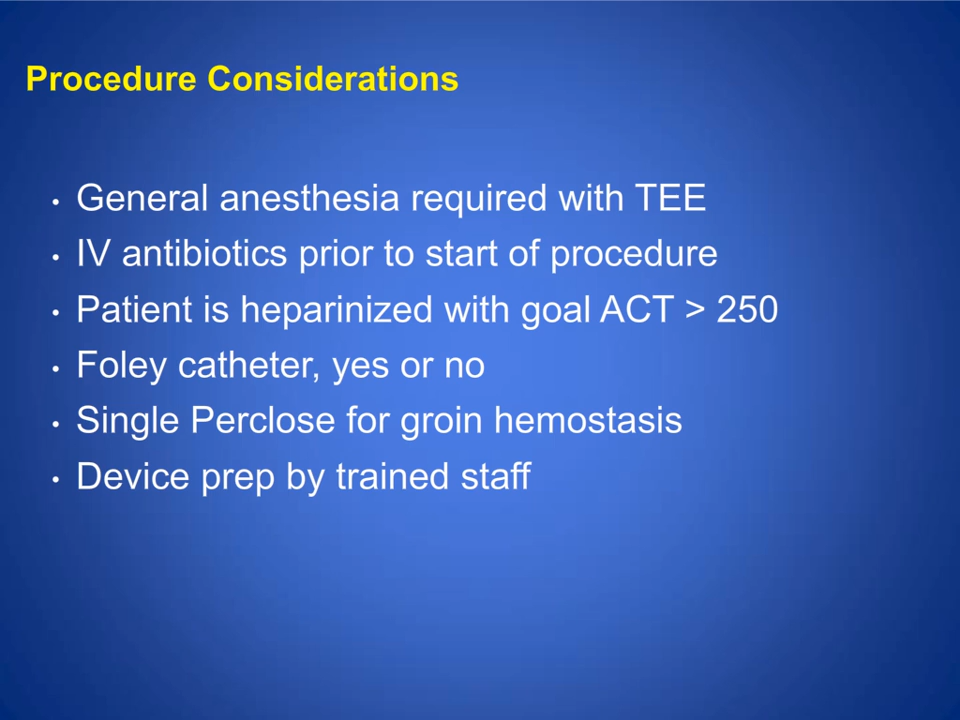 Procedure Considerations
• General anesthesia required with TEE
• IV antibiotics prior to start of procedure
• Patient is heparinized with goal ACT > 250
• Foley catheter, yes or no
• Single Perclose for groin hemostasis
• Device prep by trained staff